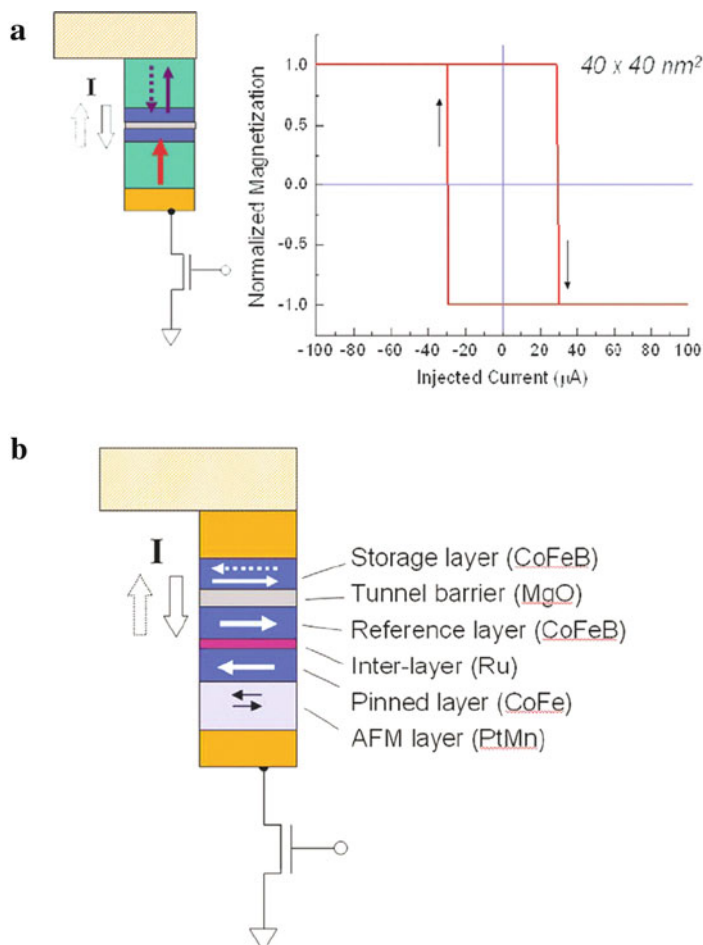 a
I
40 x 40 nm²
Normalized Magnetization
1.0
0.5
0.0
-0.5
-1.0
-100 -80 -60 -40 -20 0 20 40 60 80 100
Injected Current (µA)
b
I
Storage layer (CoFeB)
Tunnel barrier (MgO)
Reference layer (CoFeB)
Inter-layer (Ru)
Pinned layer (CoFe)
AFM layer (PtMn)